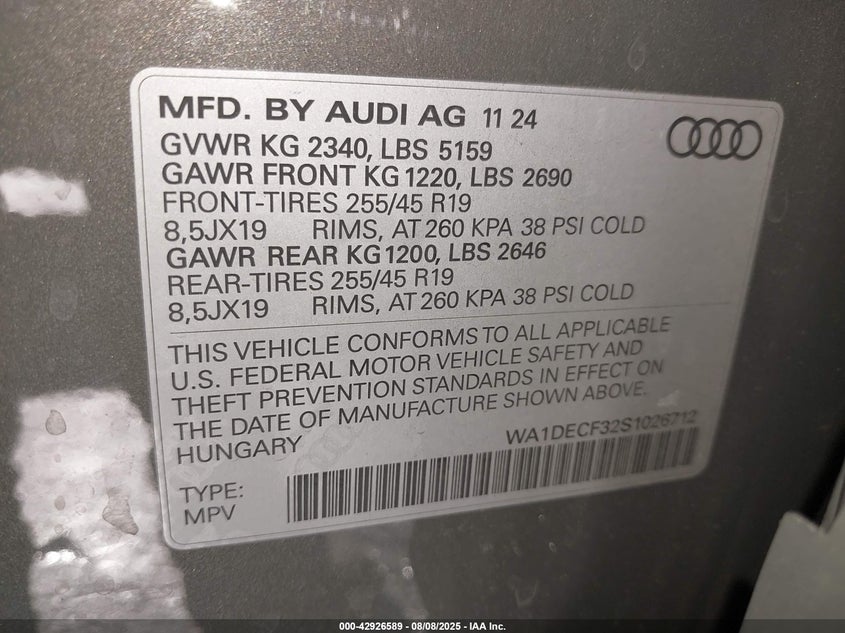 MFD. BY AUDI AG 11 24
GVWR KG 2340, LBS 5159
GAWR FRONT KG 1220, LBS 2690
FRONT-TIRES 255/45 R19
8,5JX19 RIMS, AT 260 KPA 38 PSI COLD
GAWR REAR KG 1200, LBS 2646
REAR-TIRES 255/45 R19
8,5JX19 RIMS, AT 260 KPA 38 PSI COLD
THIS VEHICLE CONFORMS TO ALL APPLICABLE
U.S. FEDERAL MOTOR VEHICLE SAFETY AND
THEFT PREVENTION STANDARDS IN EFFECT ON
THE DATE OF MANUFACTURE SHOWN ABOVE.
HUNGARY WA1DECF32S1026712
TYPE:
MPV
000-42926589 - 08/08/2025 - IAA Inc.